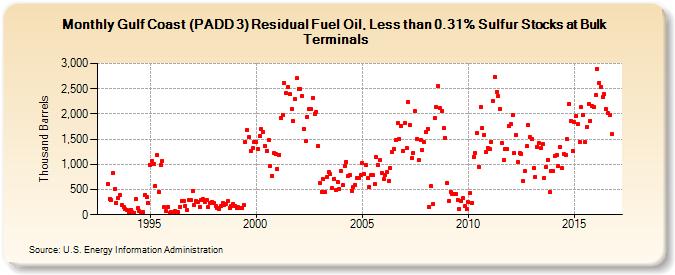 Monthly Gulf Coast (PADD 3) Residual Fuel Oil, Less than 0.31% Sulfur Stocks at Bulk
Terminals
Thousand Barrels
3,000
2,500
2,000
1,500
1,000
500
0
1995 2000 2005 2010 2015
Source: U.S. Energy Information Administration